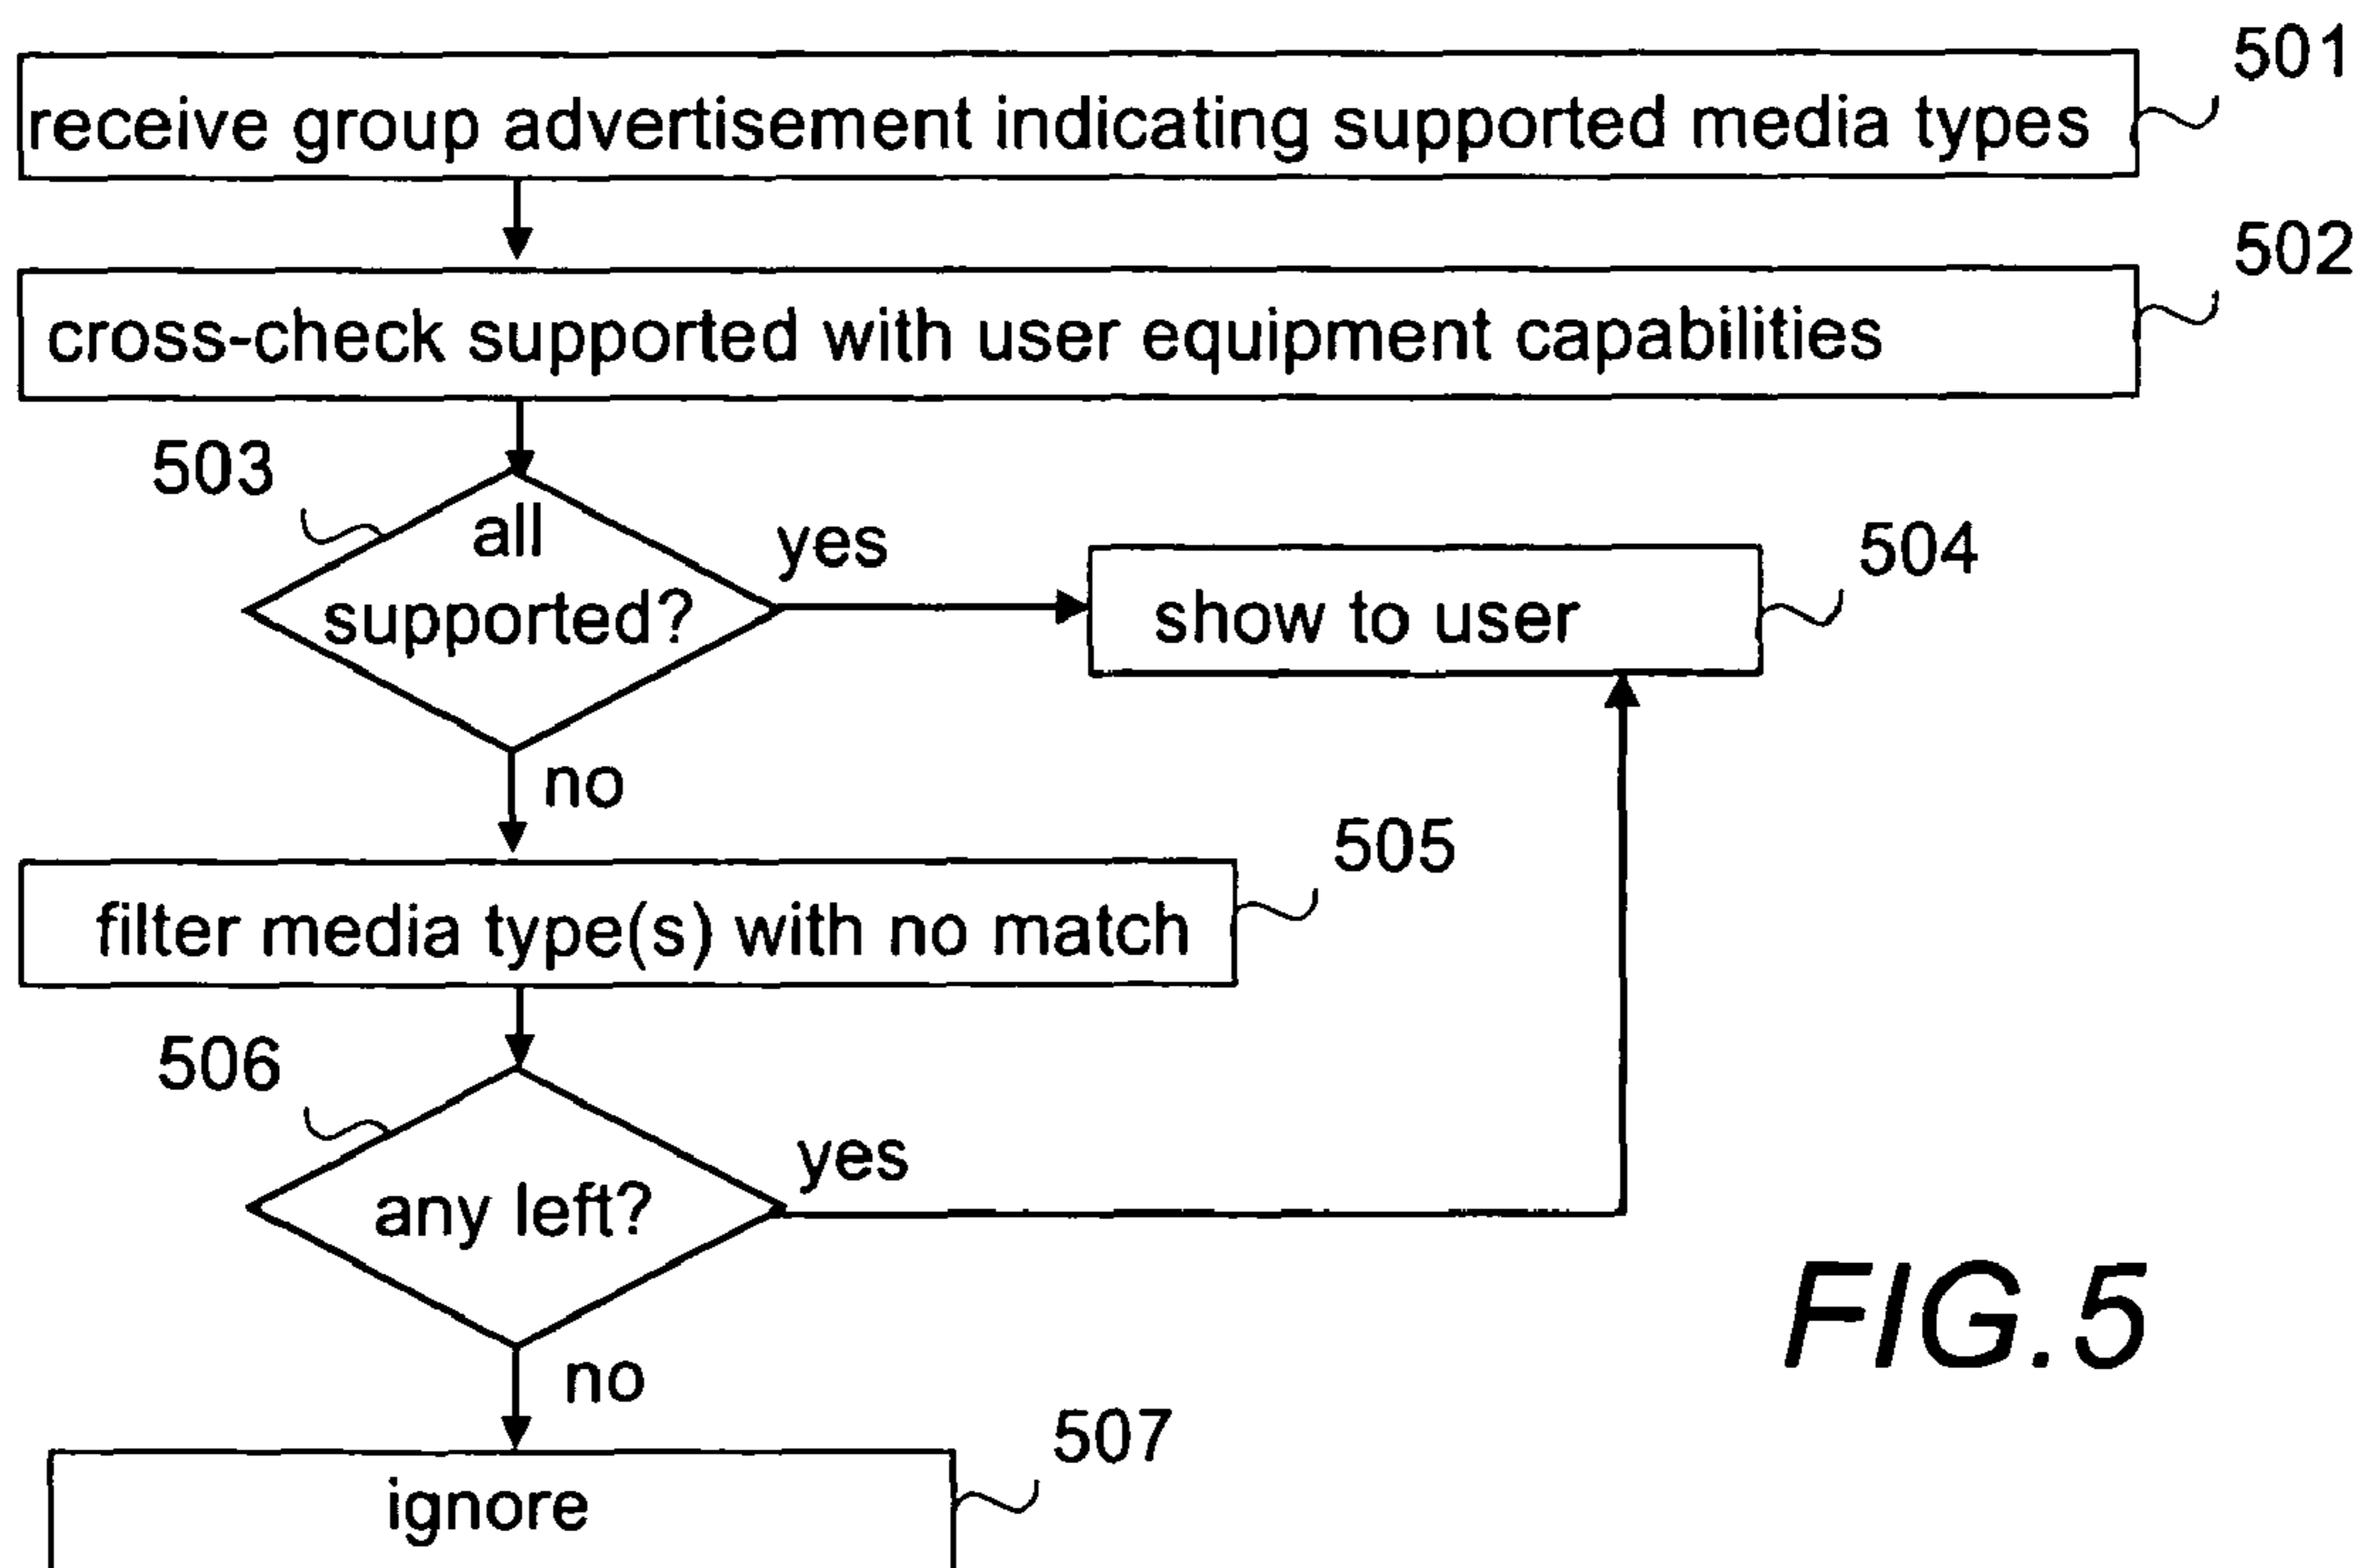 501
receive group advertisement indicating supported media types
502
cross-check supported with user equipment capabilities
503
all
supported?
yes
504
show to user
no
505
filter media type(s) with no match
506
any left?
yes
FIG.5
no
507
ignore